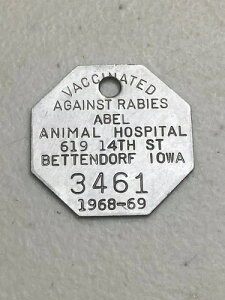 VACCINATED
AGAINST RABIES
ABEL
ANIMAL HOSPITAL
619 14TH ST
BETTENDORF IOWA
3461
1968-69